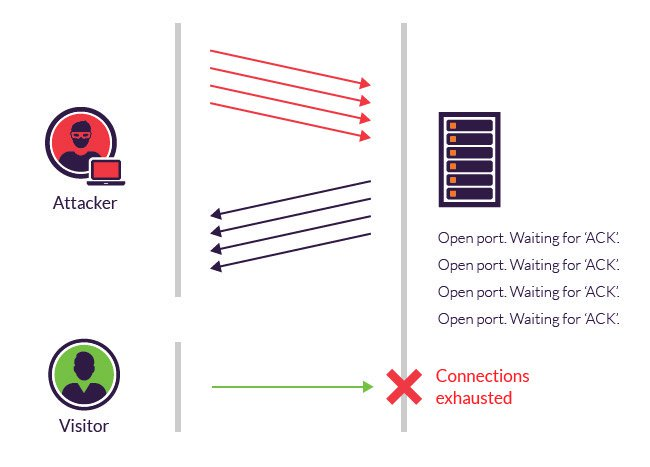 Attacker
Open port. Waiting for ‘ACK’.
Open port. Waiting for ‘ACK’.
Open port. Waiting for ‘ACK’.
Open port. Waiting for ‘ACK’.
Visitor
Connections
exhausted